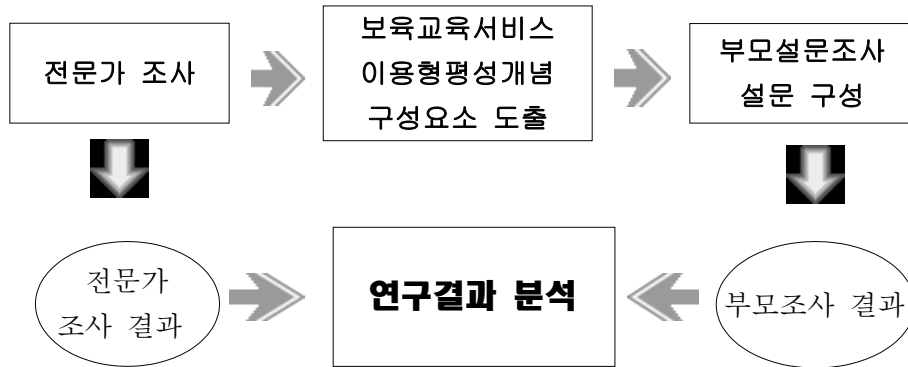 전문가 조사
보육교육서비스
이용형평성개념
구성요소 도출
부모설문조사
설문 구성
전문가
조사 결과
연구결과 분석
부모조사 결과